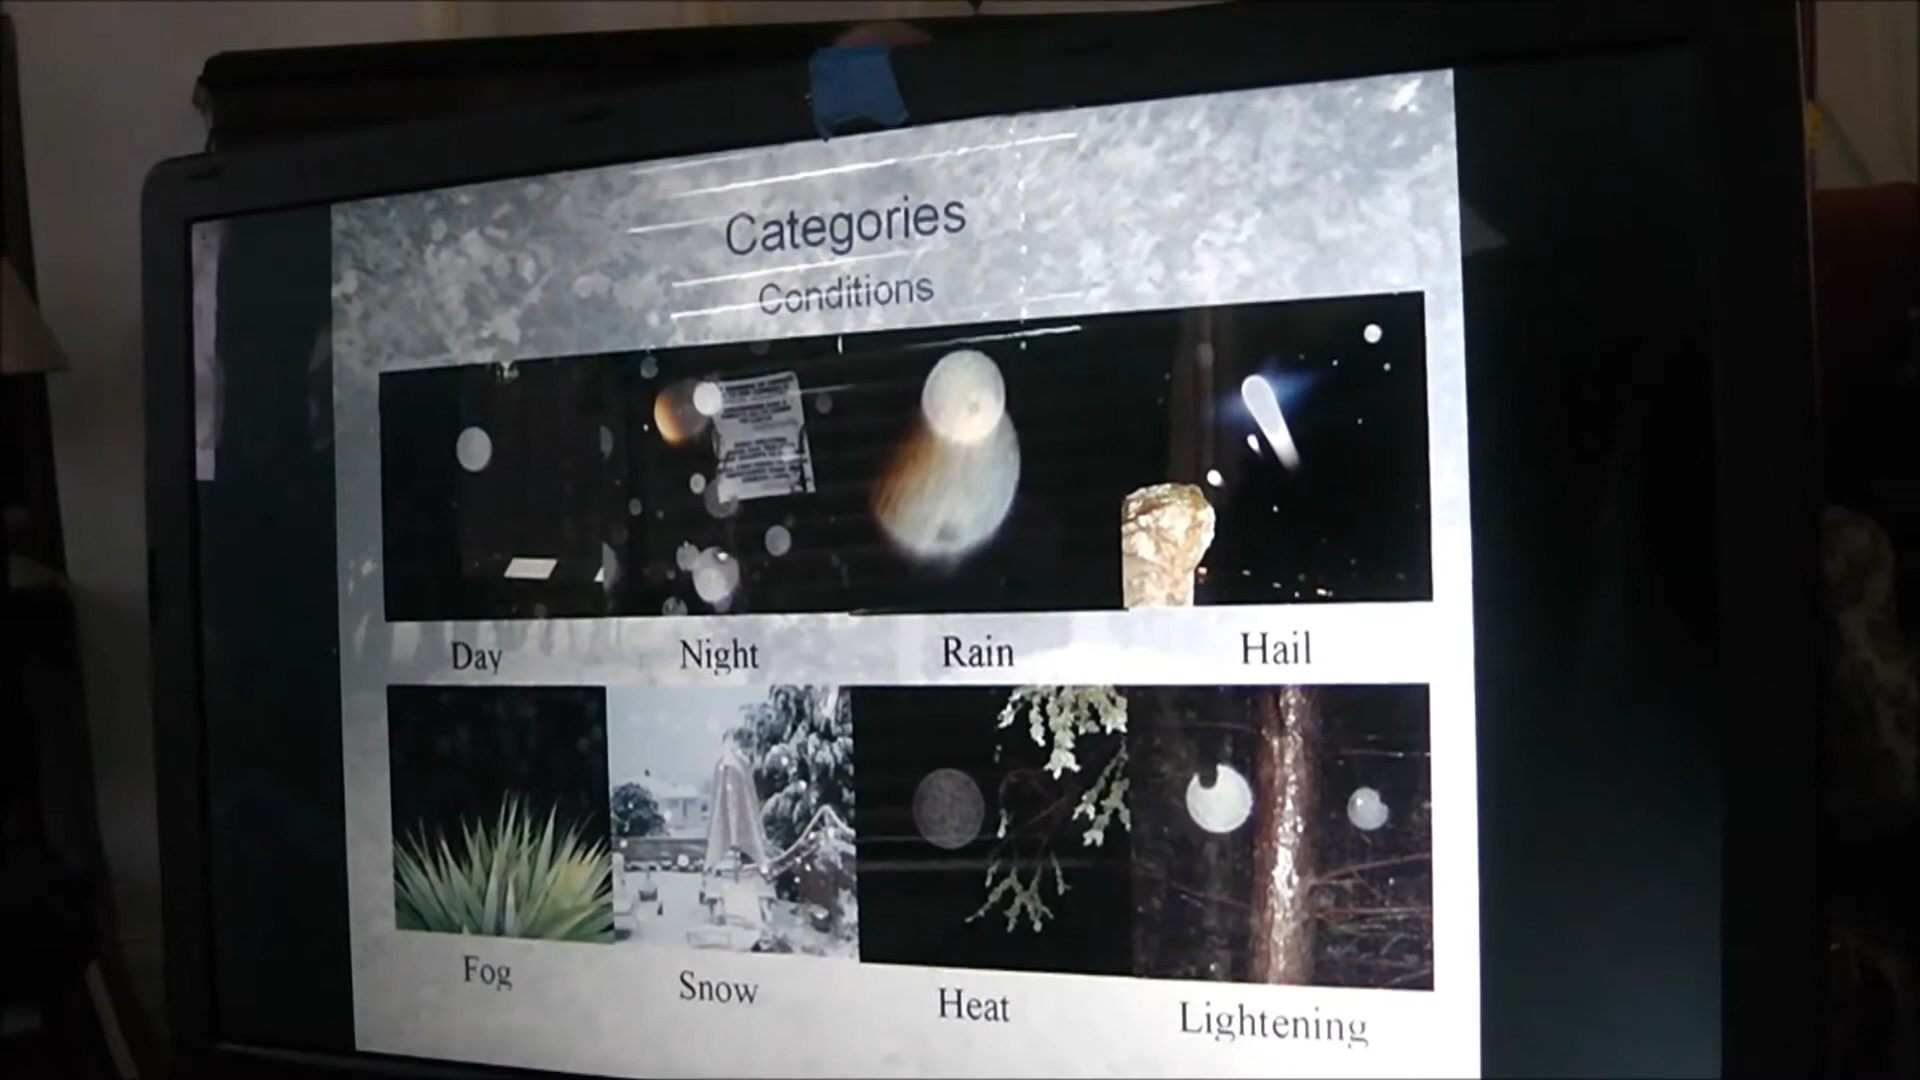 Categories
Conditions
Day
Night
Rain
Hail
Fog
Snow
Heat
Lightening